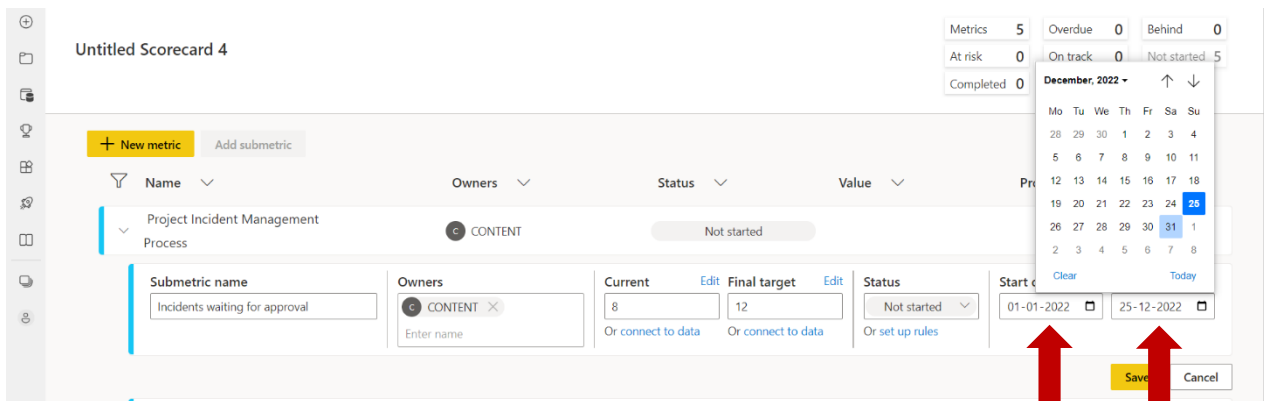 Untitled Scorecard 4
Metrics 5 Overdue 0 Behind 0
At risk 0 On track 0 Not started 5
Completed 0
December, 2022
Mo Tu We Th Fr Sa Su
28 29 30 1 2 3 4
5 6 7 8 9 10 11
12 13 14 15 16 17 18
19 20 21 22 23 24 25
26 27 28 29 30 31 1
2 3 4 5 6 7 8
Clear Today
New metric Add submetric
Name Owners Status Value
Project Incident Management
Process
C CONTENT
Not started
Submetric name Owners Current Edit Final target Edit Status Start
Incidents waiting for approval C CONTENT 8 12 Not started 01-01-2022 25-12-2022
Enter name Or connect to data Or connect to data Or set up rules
Save Cancel